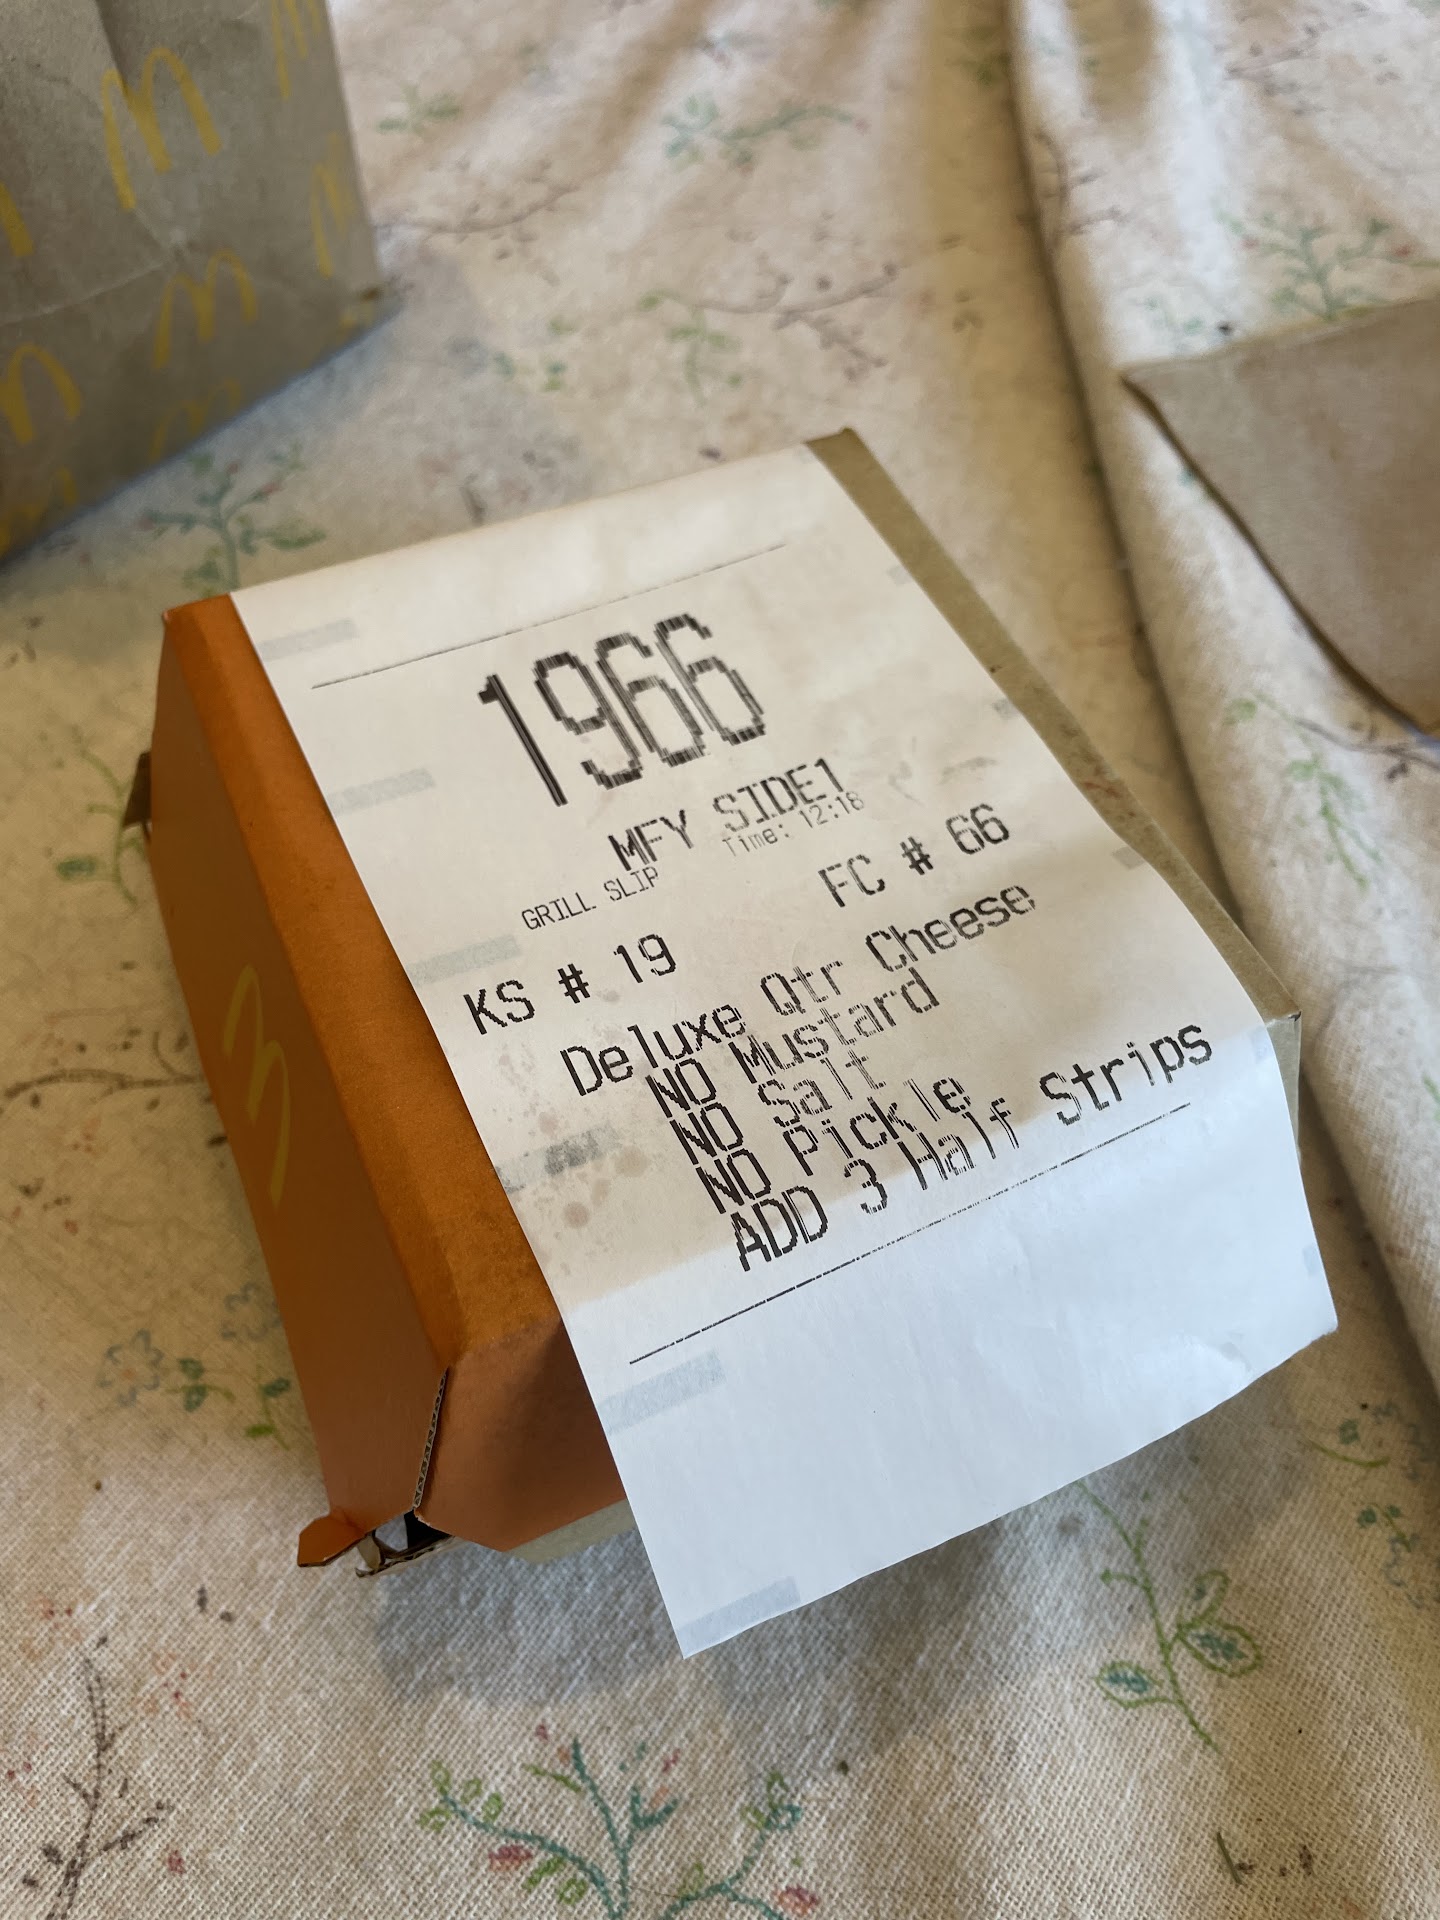 1966
MFY SIDE1
Time: 12:18
GRILL SLIP
FC # 66
KS # 19
Deluxe Qtr Cheese
NO Mustard
NO Salt
NO Pickle
ADD 3 Half Strips